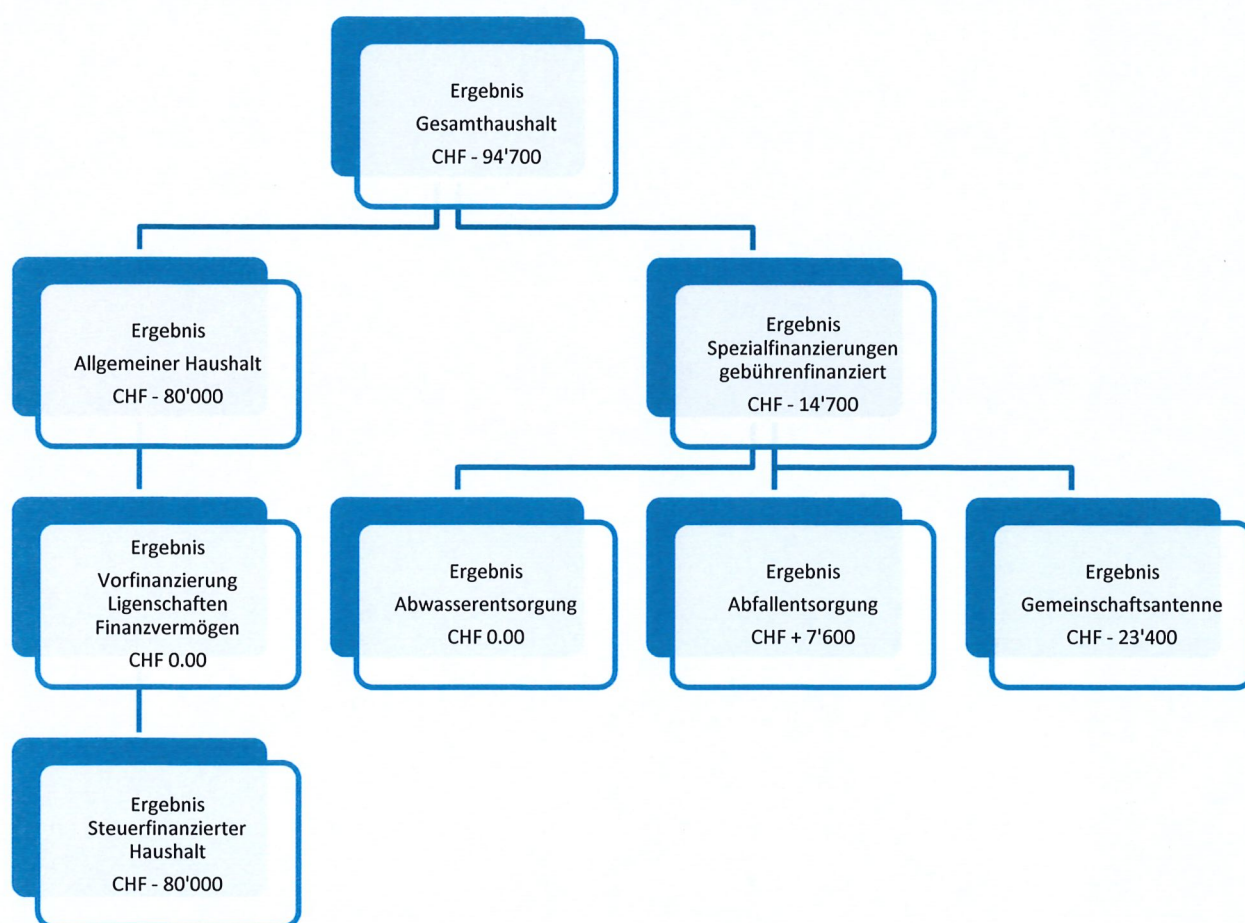 Ergebnis
Gesamthaushalt
CHF - 94'700
Ergebnis
Allgemeiner Haushalt
CHF - 80'000
Ergebnis
Spezialfinanzierungen
gebührenfinanziert
CHF - 14'700
Ergebnis
Vorfinanzierung
Ligenschaften
Finanzvermögen
CHF 0.00
Ergebnis
Abwasserentsorgung
CHF 0.00
Ergebnis
Abfallentsorgung
CHF + 7'600
Ergebnis
Gemeinschaftsantenne
CHF - 23'400
Ergebnis
Steuerfinanzierter
Haushalt
CHF - 80'000